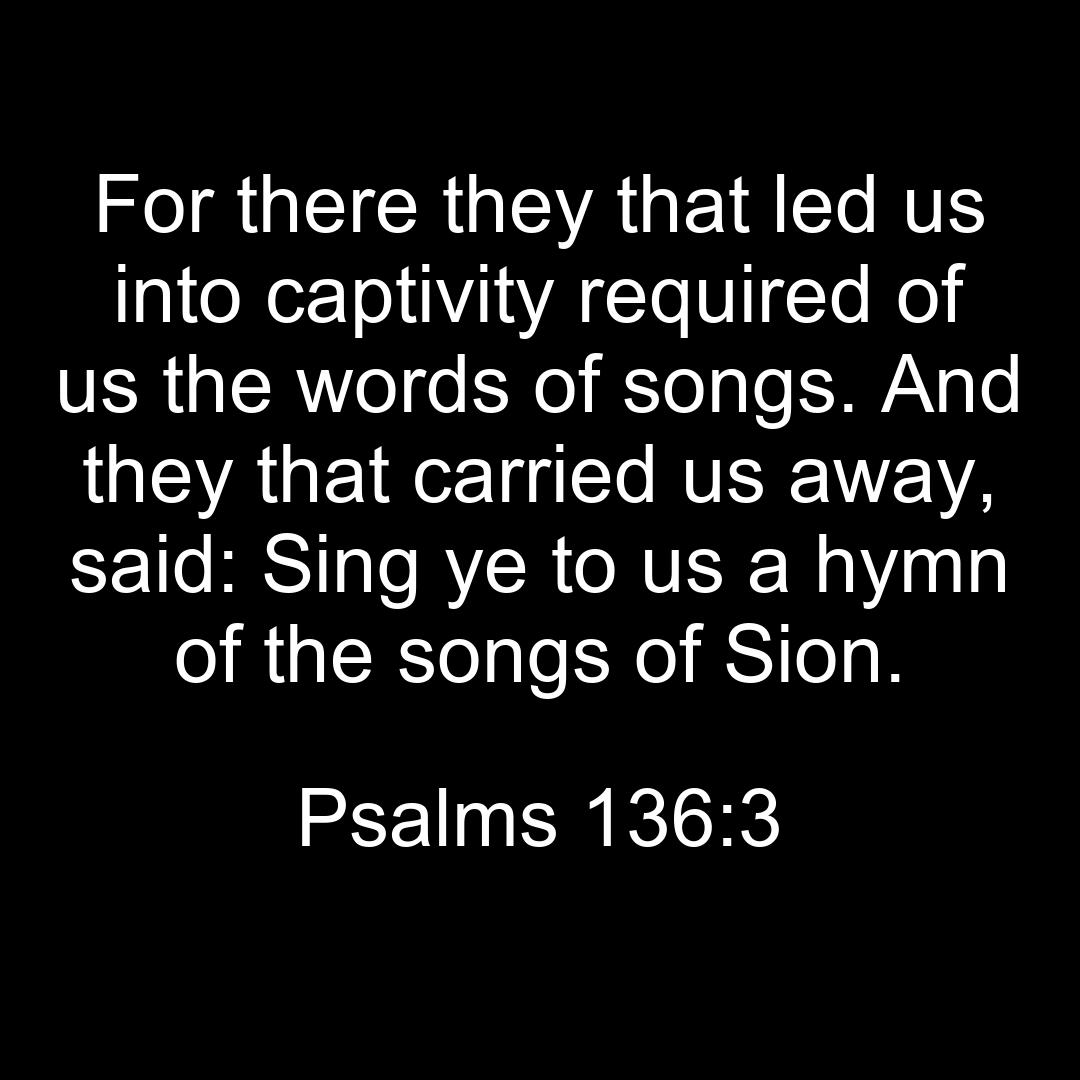 For there they that led us
into captivity required of
us the words of songs. And
they that carried us away,
said: Sing ye to us a hymn
of the songs of Sion.
Psalms 136:3